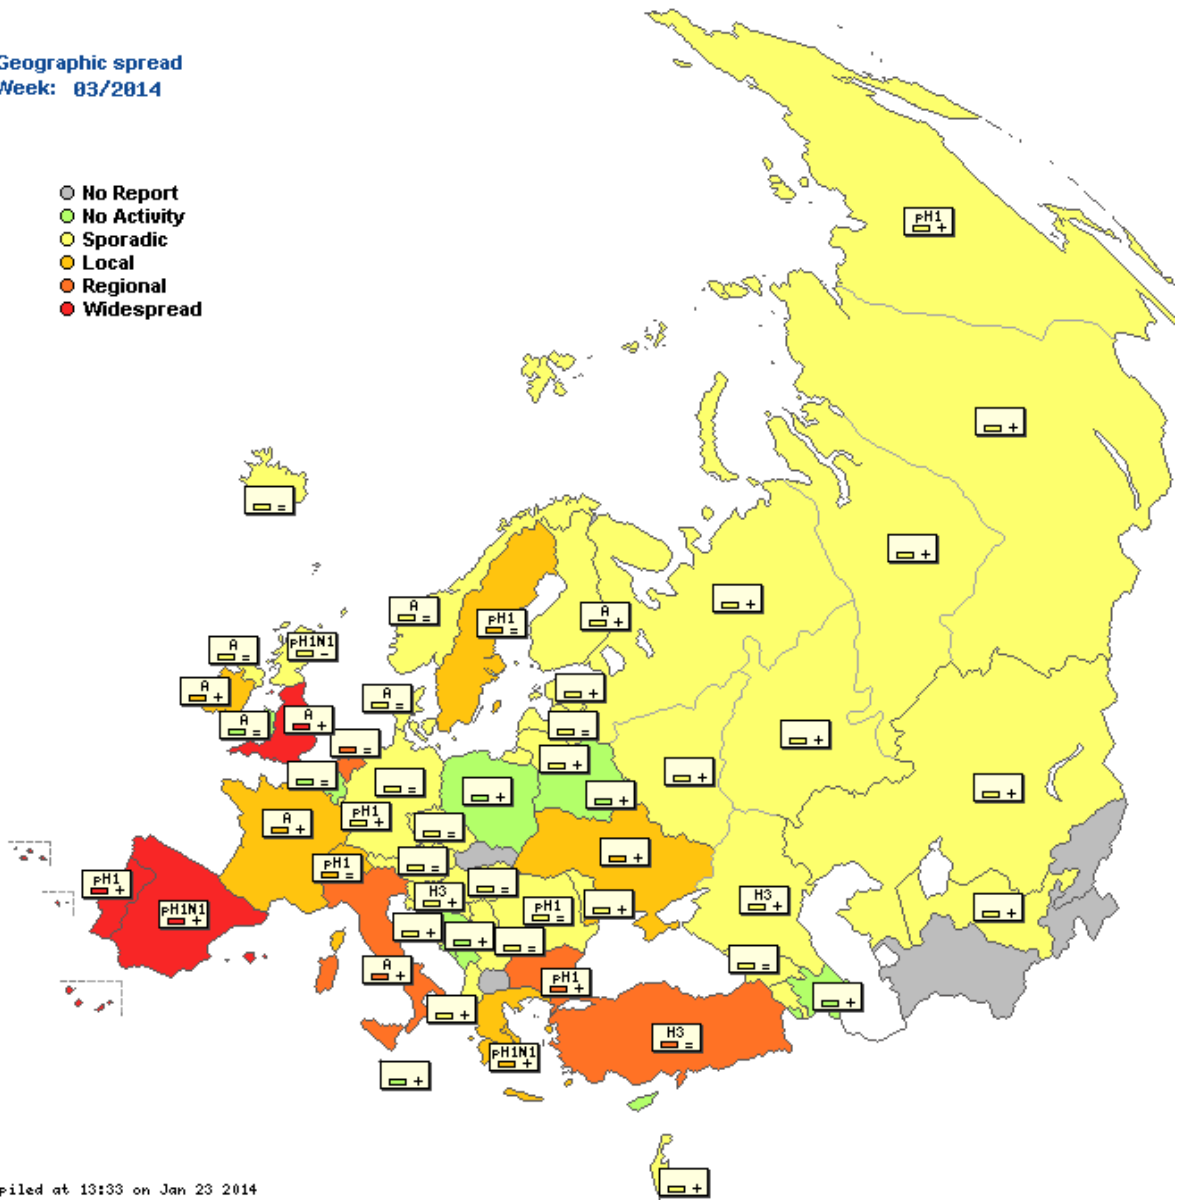 Geographic spread
Week: 03/2014
No Report
No Activity
Sporadic
Local
Regional
Widespread
pH1
+
+
+
=
A
=
pH1
=
A
+
+
A
=
pH1N1
-
A
+
A
=
A
=
A
+
=
+
=
+
=
=
+
+
+
+
A
+
pH1
+
=
pH1
=
=
+
pH1
+
pH1N1
+
H3
+
=
pH1
=
+
H3
+
+
+
+
=
=
A
+
pH1
+
+
+
pH1N1
+
H3
=
+
+
piled at 13:33 on Jan 23 2014